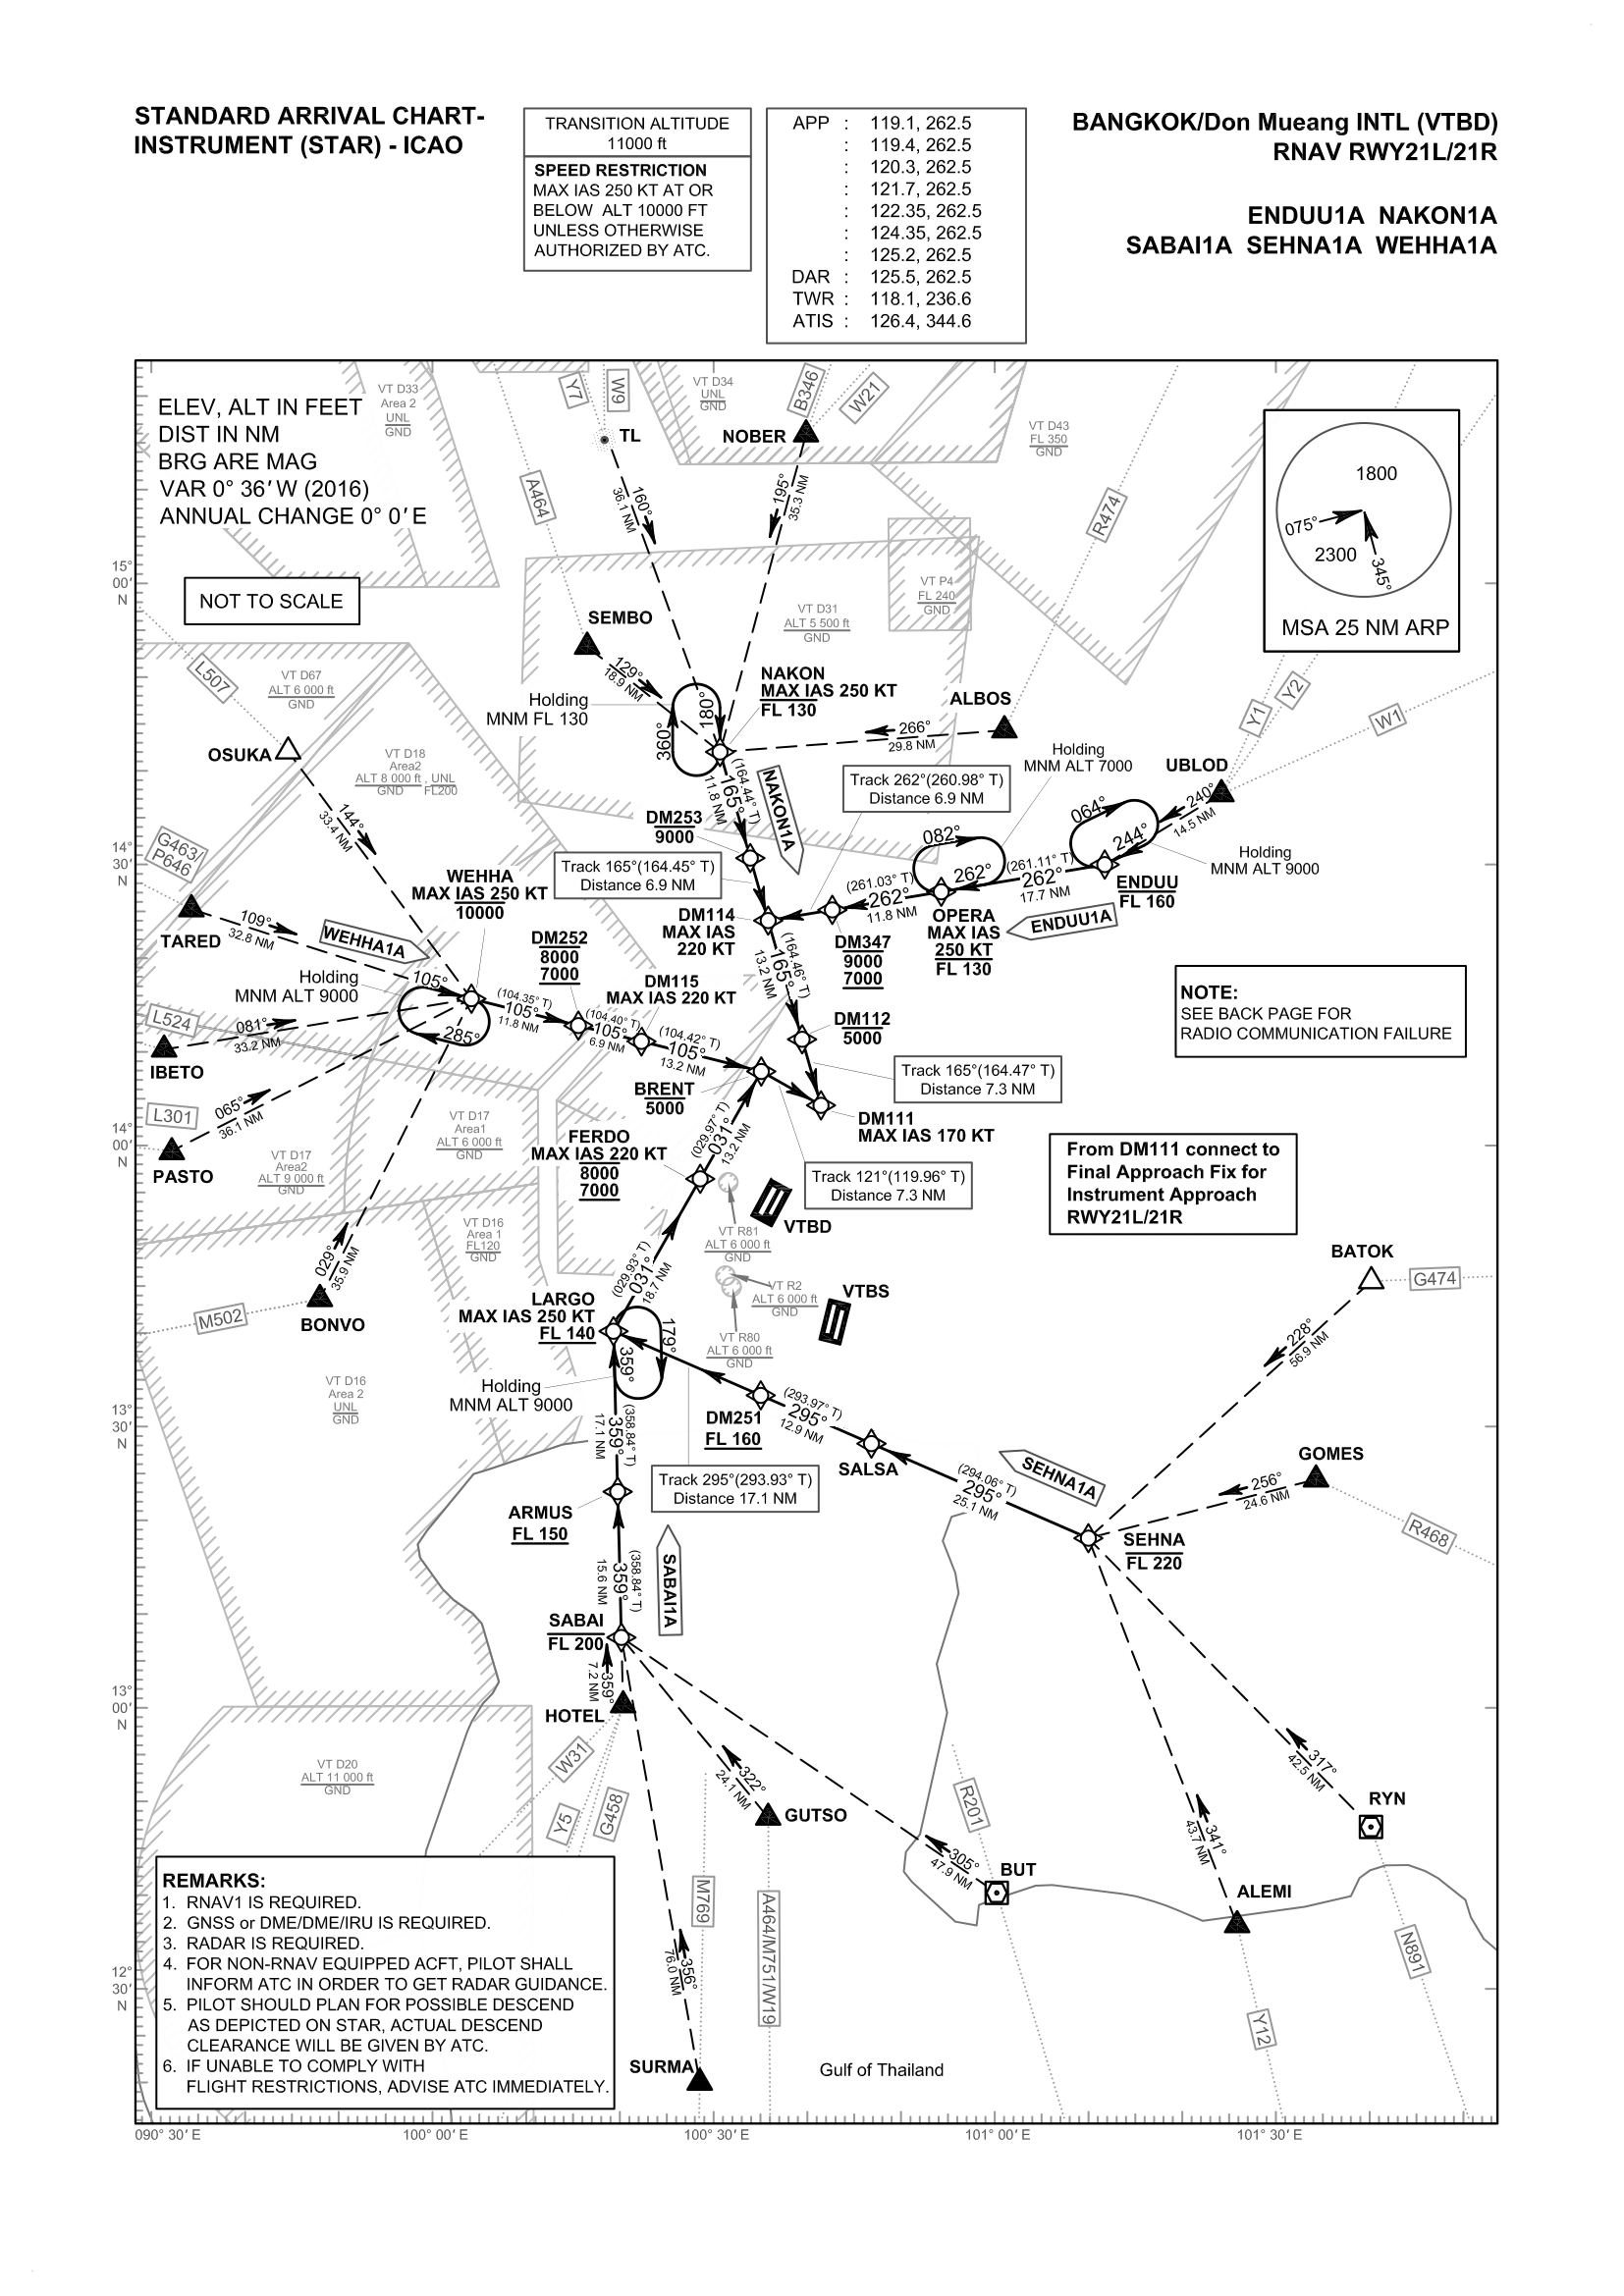 STANDARD ARRIVAL CHART-
INSTRUMENT (STAR) - ICAO
TRANSITION ALTITUDE
11000 ft
SPEED RESTRICTION
MAX IAS 250 KT AT OR
BELOW ALT 10000 FT
UNLESS OTHERWISE
AUTHORIZED BY ATC.
APP : 119.1, 262.5
: 119.4, 262.5
: 120.3, 262.5
: 121.7, 262.5
: 122.35, 262.5
: 124.35, 262.5
: 125.2, 262.5
DAR : 125.5, 262.5
TWR : 118.1, 236.6
ATIS : 126.4, 344.6
BANGKOK/Don Mueang INTL (VTBD)
RNAV RWY21L/21R
ENDUU1A NAKON1A
SABAI1A SEHNA1A WEHHA1A
ELEV, ALT IN FEET
DIST IN NM
BRG ARE MAG
VAR 0° 36′ W (2016)
ANNUAL CHANGE 0° 0′ E
NOT TO SCALE
VT D33
Area 2
UNL
GND
Y7
W9
VT D34
UNL
GND
B346
W21
VT D43
FL 350
GND
TL
NOBER
A464
160°
36.1 NM
195°
35.3 NM
R474
1800
075°
2300
345°
MSA 25 NM ARP
15°
00′
N
VT P4
FL 240
GND
VT D31
ALT 5 500 ft
GND
SEMBO
129°
18.9 NM
Holding
MNM FL 130
360°
180°
NAKON
MAX IAS 250 KT
FL 130
ALBOS
266°
29.8 NM
Y1
Y2
W1
L507
VT D67
ALT 6 000 ft
GND
OSUKA
VT D18
Area2
ALT 8 000 ft , UNL
GND FL200
144°
33.4 NM
(164.44° T)
165°
11.8 NM
NAKON1A
Track 262°(260.98° T)
Distance 6.9 NM
Holding
MNM ALT 7000
UBLOD
240°
14.5 NM
064°
244°
Holding
MNM ALT 9000
DM253
9000
Track 165°(164.45° T)
Distance 6.9 NM
082°
262°
(261.11° T)
262°
17.7 NM
ENDUU
FL 160
(261.03° T)
262°
11.8 NM
OPERA
MAX IAS
250 KT
FL 130
ENDUU1A
14°
30′
N
G463/
P646
TARED
109°
32.8 NM
WEHHA1A
WEHHA
MAX IAS 250 KT
10000
DM114
MAX IAS
220 KT
DM347
9000
7000
DM252
8000
7000
DM115
MAX IAS 220 KT
(164.46° T)
165°
13.2 NM
Holding
MNM ALT 9000
105°
285°
(104.35° T)
105°
11.8 NM
(104.40° T)
105°
6.9 NM
(104.42° T)
105°
13.2 NM
DM112
5000
NOTE:
SEE BACK PAGE FOR
RADIO COMMUNICATION FAILURE
L524
081°
33.2 NM
IBETO
BRENT
5000
Track 165°(164.47° T)
Distance 7.3 NM
L301
065°
36.1 NM
PASTO
DM111
MAX IAS 170 KT
14°
00′
N
VT D17
Area1
ALT 6 000 ft
GND
VT D17
Area2
ALT 9 000 ft
GND
FERDO
MAX IAS 220 KT
8000
7000
(029.97° T)
031°
13.2 NM
Track 121°(119.96° T)
Distance 7.3 NM
From DM111 connect to
Final Approach Fix for
Instrument Approach
RWY21L/21R
VTBD
VT D16
Area 1
FL120
GND
VT R81
ALT 6 000 ft
GND
029°
35.9 NM
BONVO
M502
(029.93° T)
031°
18.7 NM
VT R2
ALT 6 000 ft
GND
VTBS
BATOK
G474
LARGO
MAX IAS 250 KT
FL 140
VT R80
ALT 6 000 ft
GND
228°
56.9 NM
179°
359°
Holding
MNM ALT 9000
VT D16
Area 2
UNL
GND
DM251
FL 160
(293.97° T)
295°
12.9 NM
SALSA
13°
30′
N
(358.84° T)
359°
17.1 NM
Track 295°(293.93° T)
Distance 17.1 NM
(294.06° T)
295°
25.1 NM
SEHNA1A
GOMES
256°
24.6 NM
R468
ARMUS
FL 150
SEHNA
FL 220
(358.84° T)
359°
15.6 NM
SABAI1A
SABAI
FL 200
359°
7.2 NM
HOTEL
13°
00′
N
W31
Y5
G458
VT D20
ALT 11 000 ft
GND
322°
24.1 NM
GUTSO
R201
317°
42.5 NM
RYN
305°
47.9 NM
BUT
341°
43.7 NM
ALEMI
M769
A464/M751/W19
N891
Y12
REMARKS:
1. RNAV1 IS REQUIRED.
2. GNSS or DME/DME/IRU IS REQUIRED.
3. RADAR IS REQUIRED.
4. FOR NON-RNAV EQUIPPED ACFT, PILOT SHALL
INFORM ATC IN ORDER TO GET RADAR GUIDANCE.
5. PILOT SHOULD PLAN FOR POSSIBLE DESCEND
AS DEPICTED ON STAR, ACTUAL DESCEND
CLEARANCE WILL BE GIVEN BY ATC.
6. IF UNABLE TO COMPLY WITH
FLIGHT RESTRICTIONS, ADVISE ATC IMMEDIATELY.
12°
30′
N
356°
76.0 NM
SURMA
Gulf of Thailand
090° 30′ E
100° 00′ E
100° 30′ E
101° 00′ E
101° 30′ E